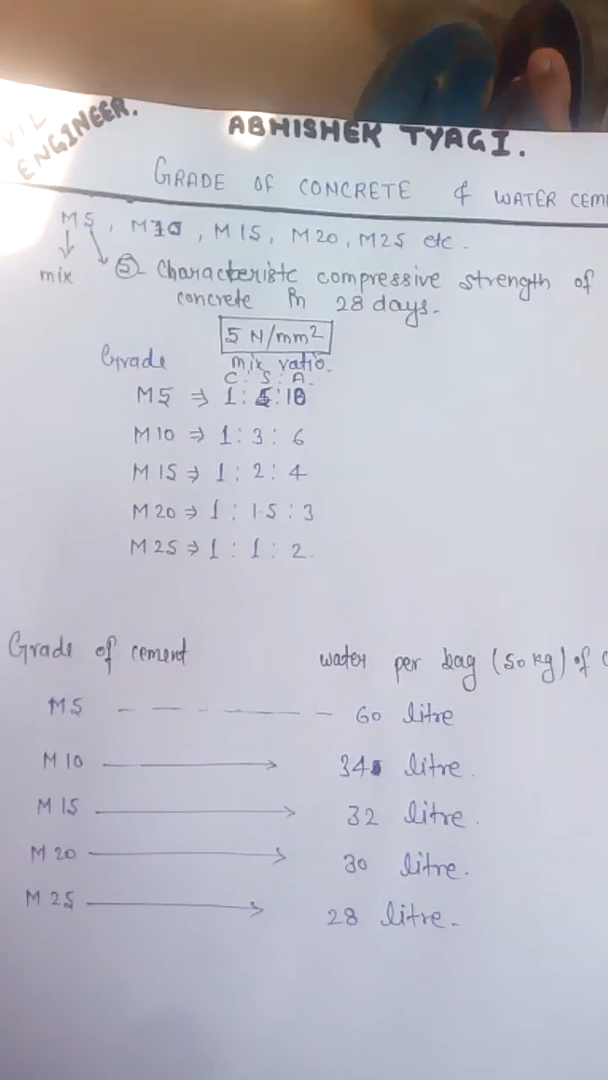 CIVIL ENGINEER.
ABHISHEK TYAGI.
GRADE OF CONCRETE & WATER CEM
M5, M10, M15, M20, M25 etc.
mix
5 Characteristic compressive strength of
concrete in 28 days.
5 N/mm²
Grade mix ratio.
C : S : A.
M5 ⇒ 1 : 5 : 10
M10 ⇒ 1 : 3 : 6
M15 ⇒ 1 : 2 : 4
M20 ⇒ 1 : 1.5 : 3
M25 ⇒ 1 : 1 : 2.
Grade of cement water per bag (50 kg) of
M5 60 litre
M10 34 litre.
M15 32 litre.
M20 30 litre.
M25 28 litre.